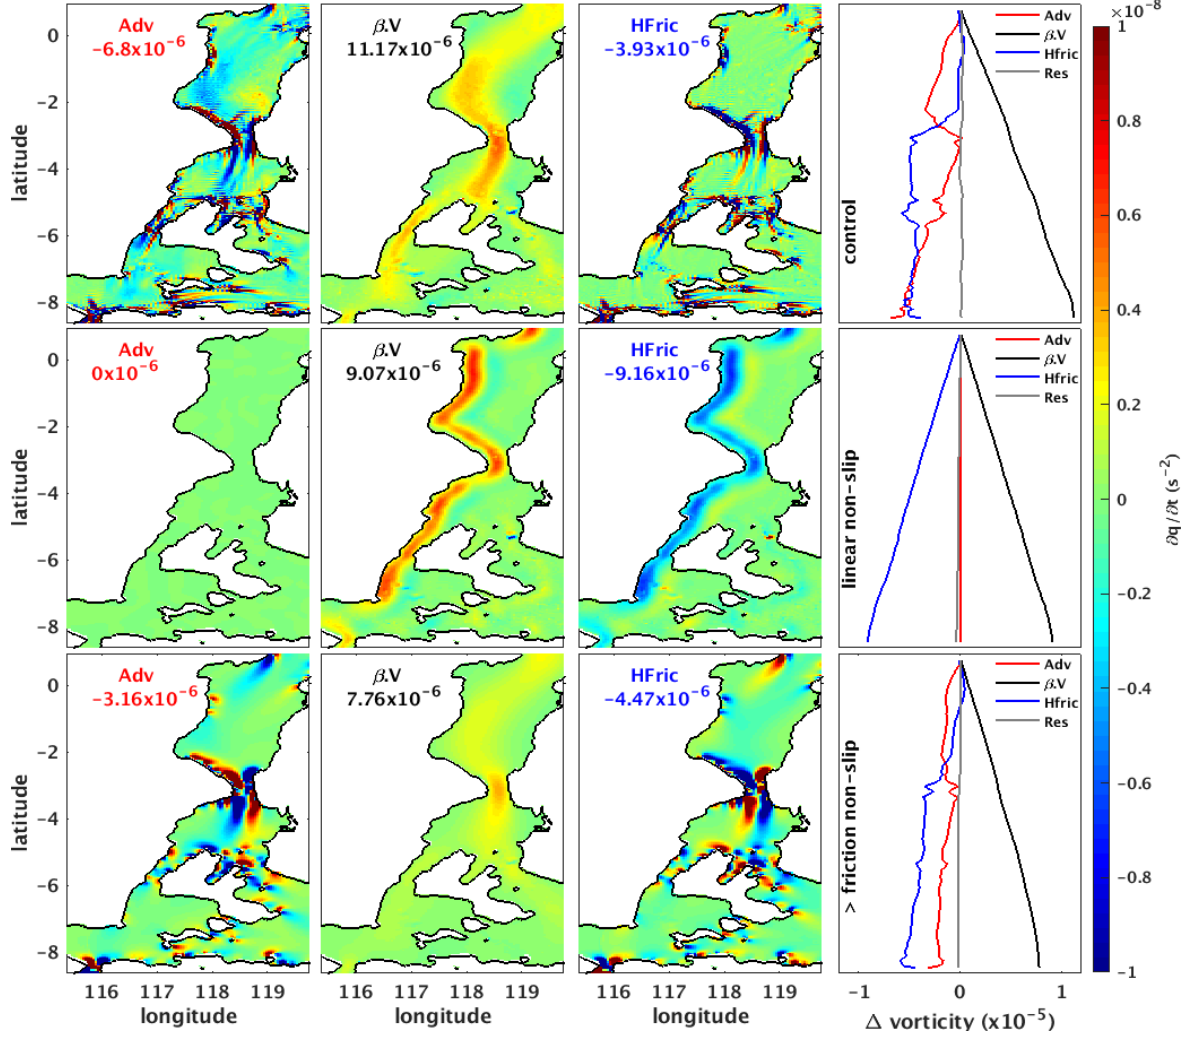 Adv
−6.8x10⁻⁶
β.V
11.17x10⁻⁶
HFric
−3.93x10⁻⁶
Adv
β.V
Hfric
Res
control
latitude
0
−2
−4
−6
−8
Adv
0x10⁻⁶
β.V
9.07x10⁻⁶
HFric
−9.16x10⁻⁶
Adv
β.V
Hfric
Res
linear non−slip
latitude
0
−2
−4
−6
−8
Adv
−3.16x10⁻⁶
β.V
7.76x10⁻⁶
HFric
−4.47x10⁻⁶
Adv
β.V
Hfric
Res
> friction non−slip
latitude
0
−2
−4
−6
−8
116 117 118 119
longitude
116 117 118 119
longitude
116 117 118 119
longitude
−1 0 1
Δ vorticity (x10⁻⁵)
×10⁻⁸
1
0.8
0.6
0.4
0.2
0
−0.2
−0.4
−0.6
−0.8
−1
∂q/∂t (s⁻²)